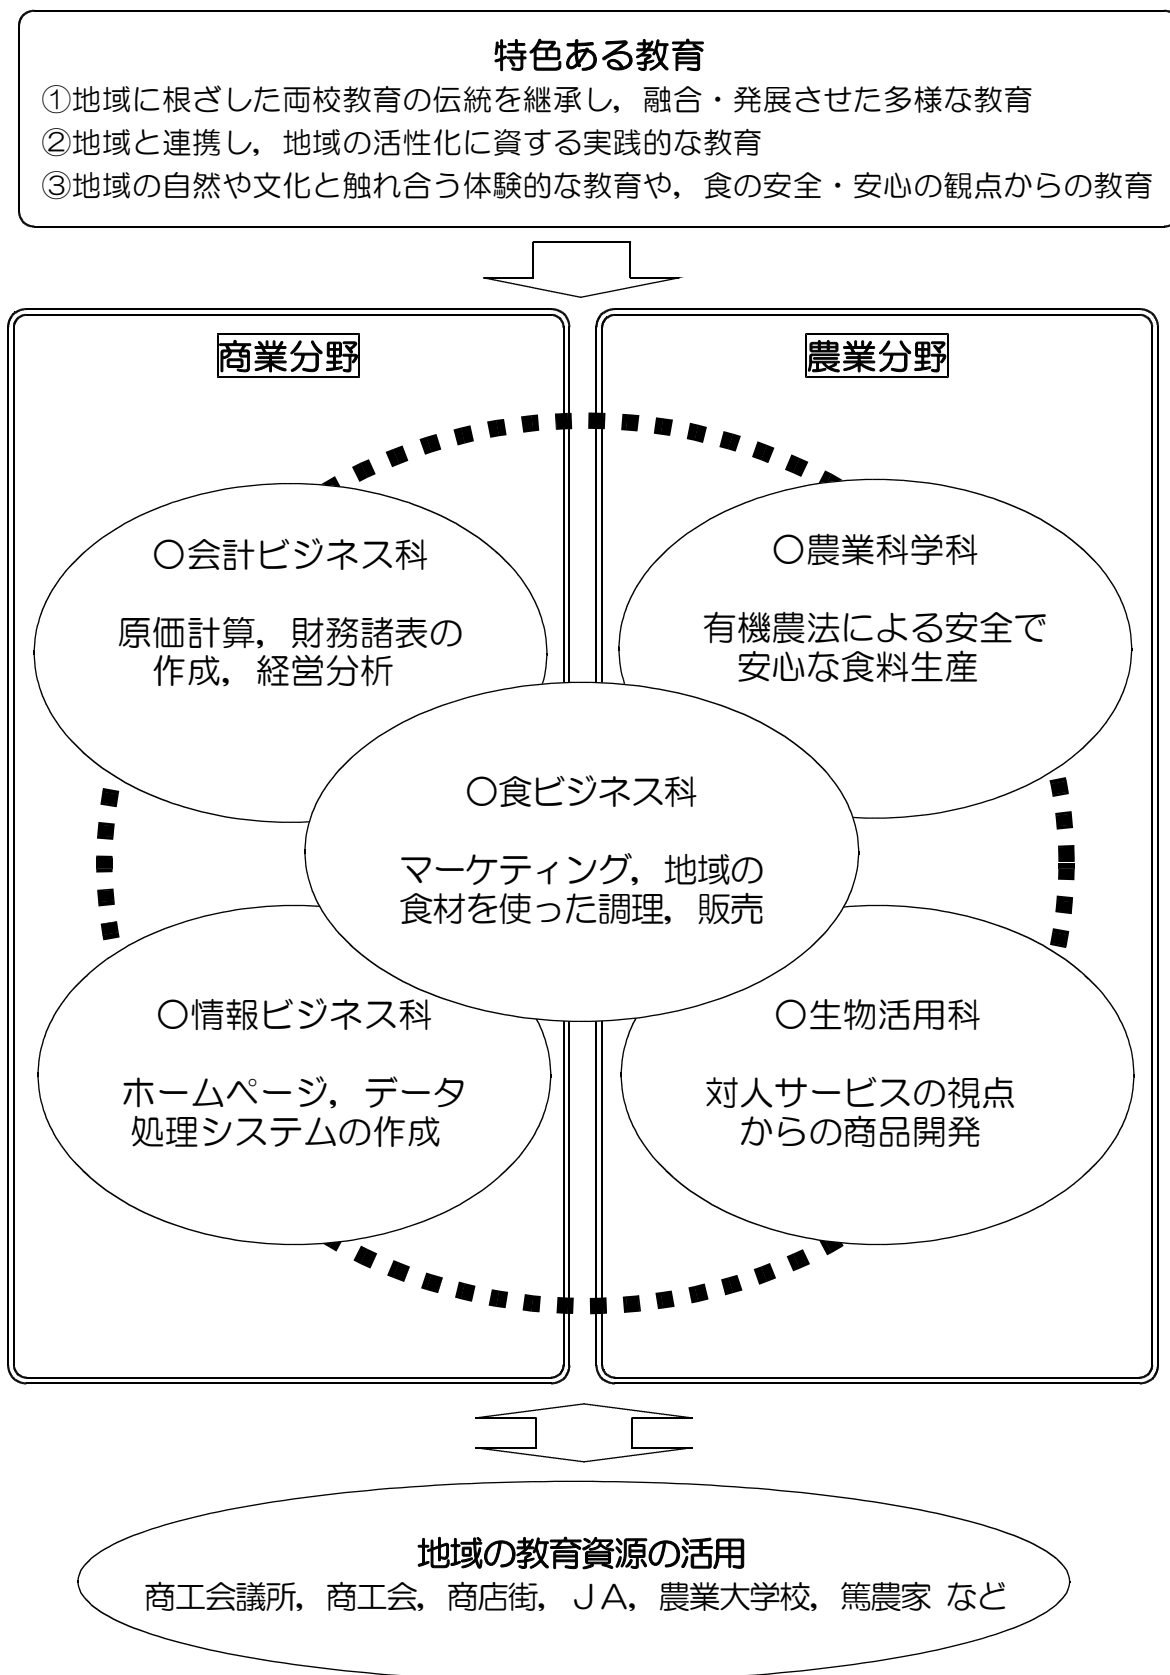 特色ある教育
①地域に根ざした両校教育の伝統を継承し，融合・発展させた多様な教育
②地域と連携し，地域の活性化に資する実践的な教育
③地域の自然や文化と触れ合う体験的な教育や，食の安全・安心の観点からの教育
商業分野
農業分野
〇会計ビジネス科
原価計算，財務諸表の
作成，経営分析
〇農業科学科
有機農法による安全で
安心な食料生産
〇食ビジネス科
マーケティング，地域の
食材を使った調理，販売
〇情報ビジネス科
ホームページ，データ
処理システムの作成
〇生物活用科
対人サービスの視点
からの商品開発
地域の教育資源の活用
商工会議所，商工会，商店街，ＪＡ，農業大学校，篤農家 など